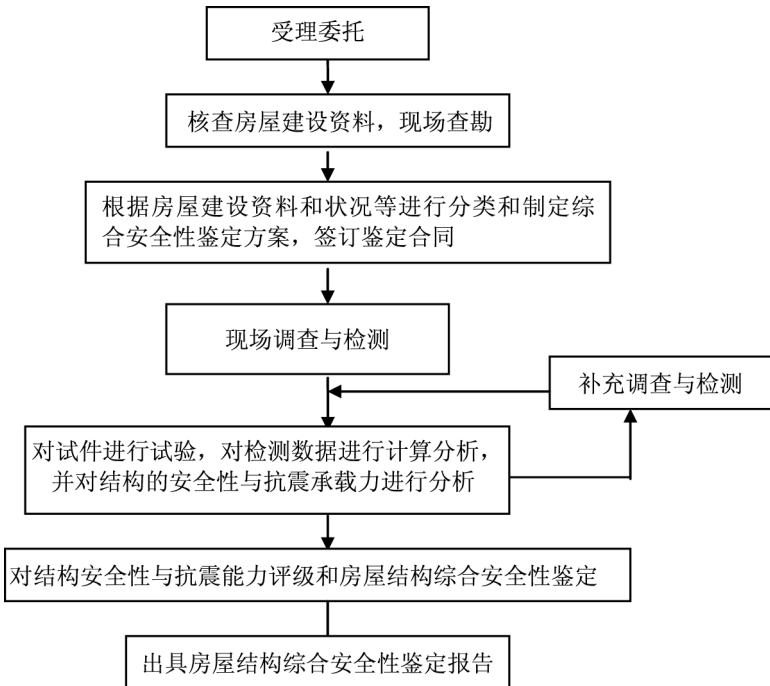 受理委托
核查房屋建设资料，现场查勘
根据房屋建设资料和状况等进行分类和制定综
合安全性鉴定方案，签订鉴定合同
现场调查与检测
补充调查与检测
对试件进行试验，对检测数据进行计算分析，
并对结构的安全性与抗震承载力进行分析
对结构安全性与抗震能力评级和房屋结构综合安全性鉴定
出具房屋结构综合安全性鉴定报告